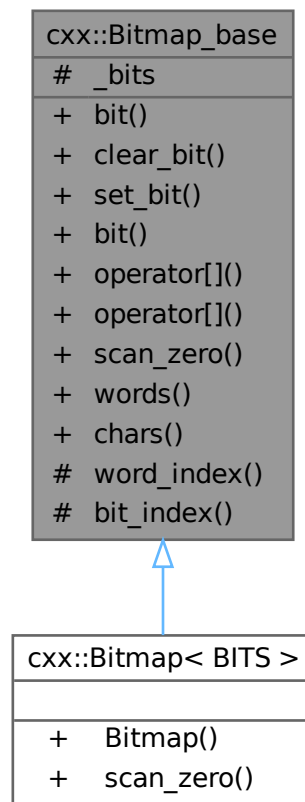 cxx::Bitmap_base
# _bits
+ bit()
+ clear_bit()
+ set_bit()
+ bit()
+ operator[]()
+ operator[]()
+ scan_zero()
+ words()
+ chars()
# word_index()
# bit_index()
cxx::Bitmap< BITS >
+ Bitmap()
+ scan_zero()